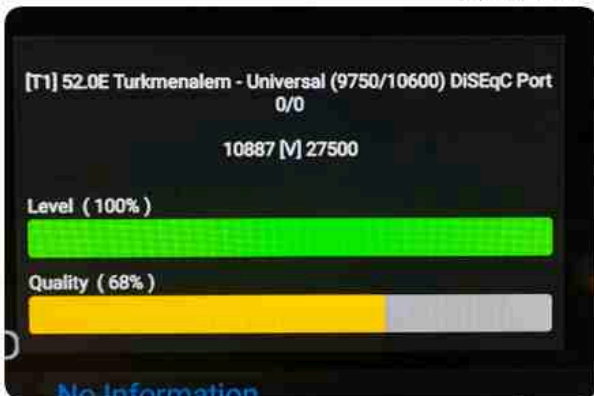 [T1] 52.0E Turkmenalem - Universal (9750/10600) DiSEqC Port
0/0
10887 [V] 27500
Level ( 100% )
Quality ( 68% )
No Information